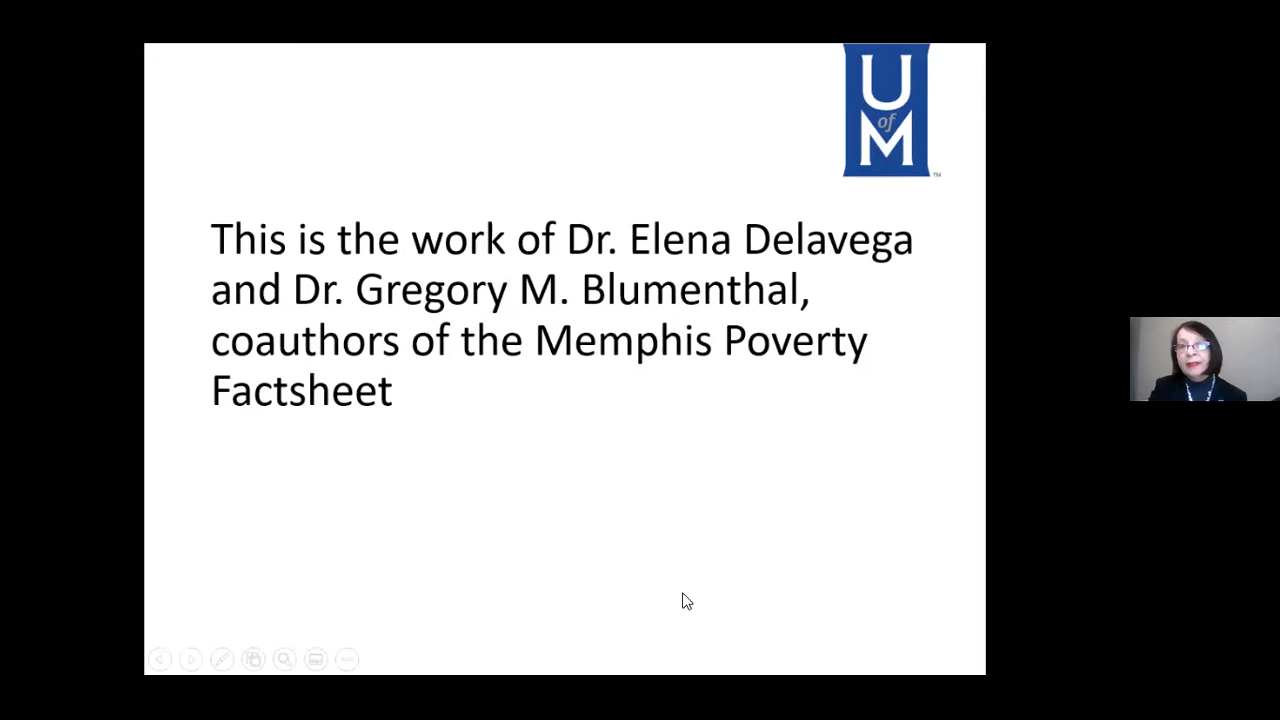 U
of
M
TM
This is the work of Dr. Elena Delavega
and Dr. Gregory M. Blumenthal,
coauthors of the Memphis Poverty
Factsheet